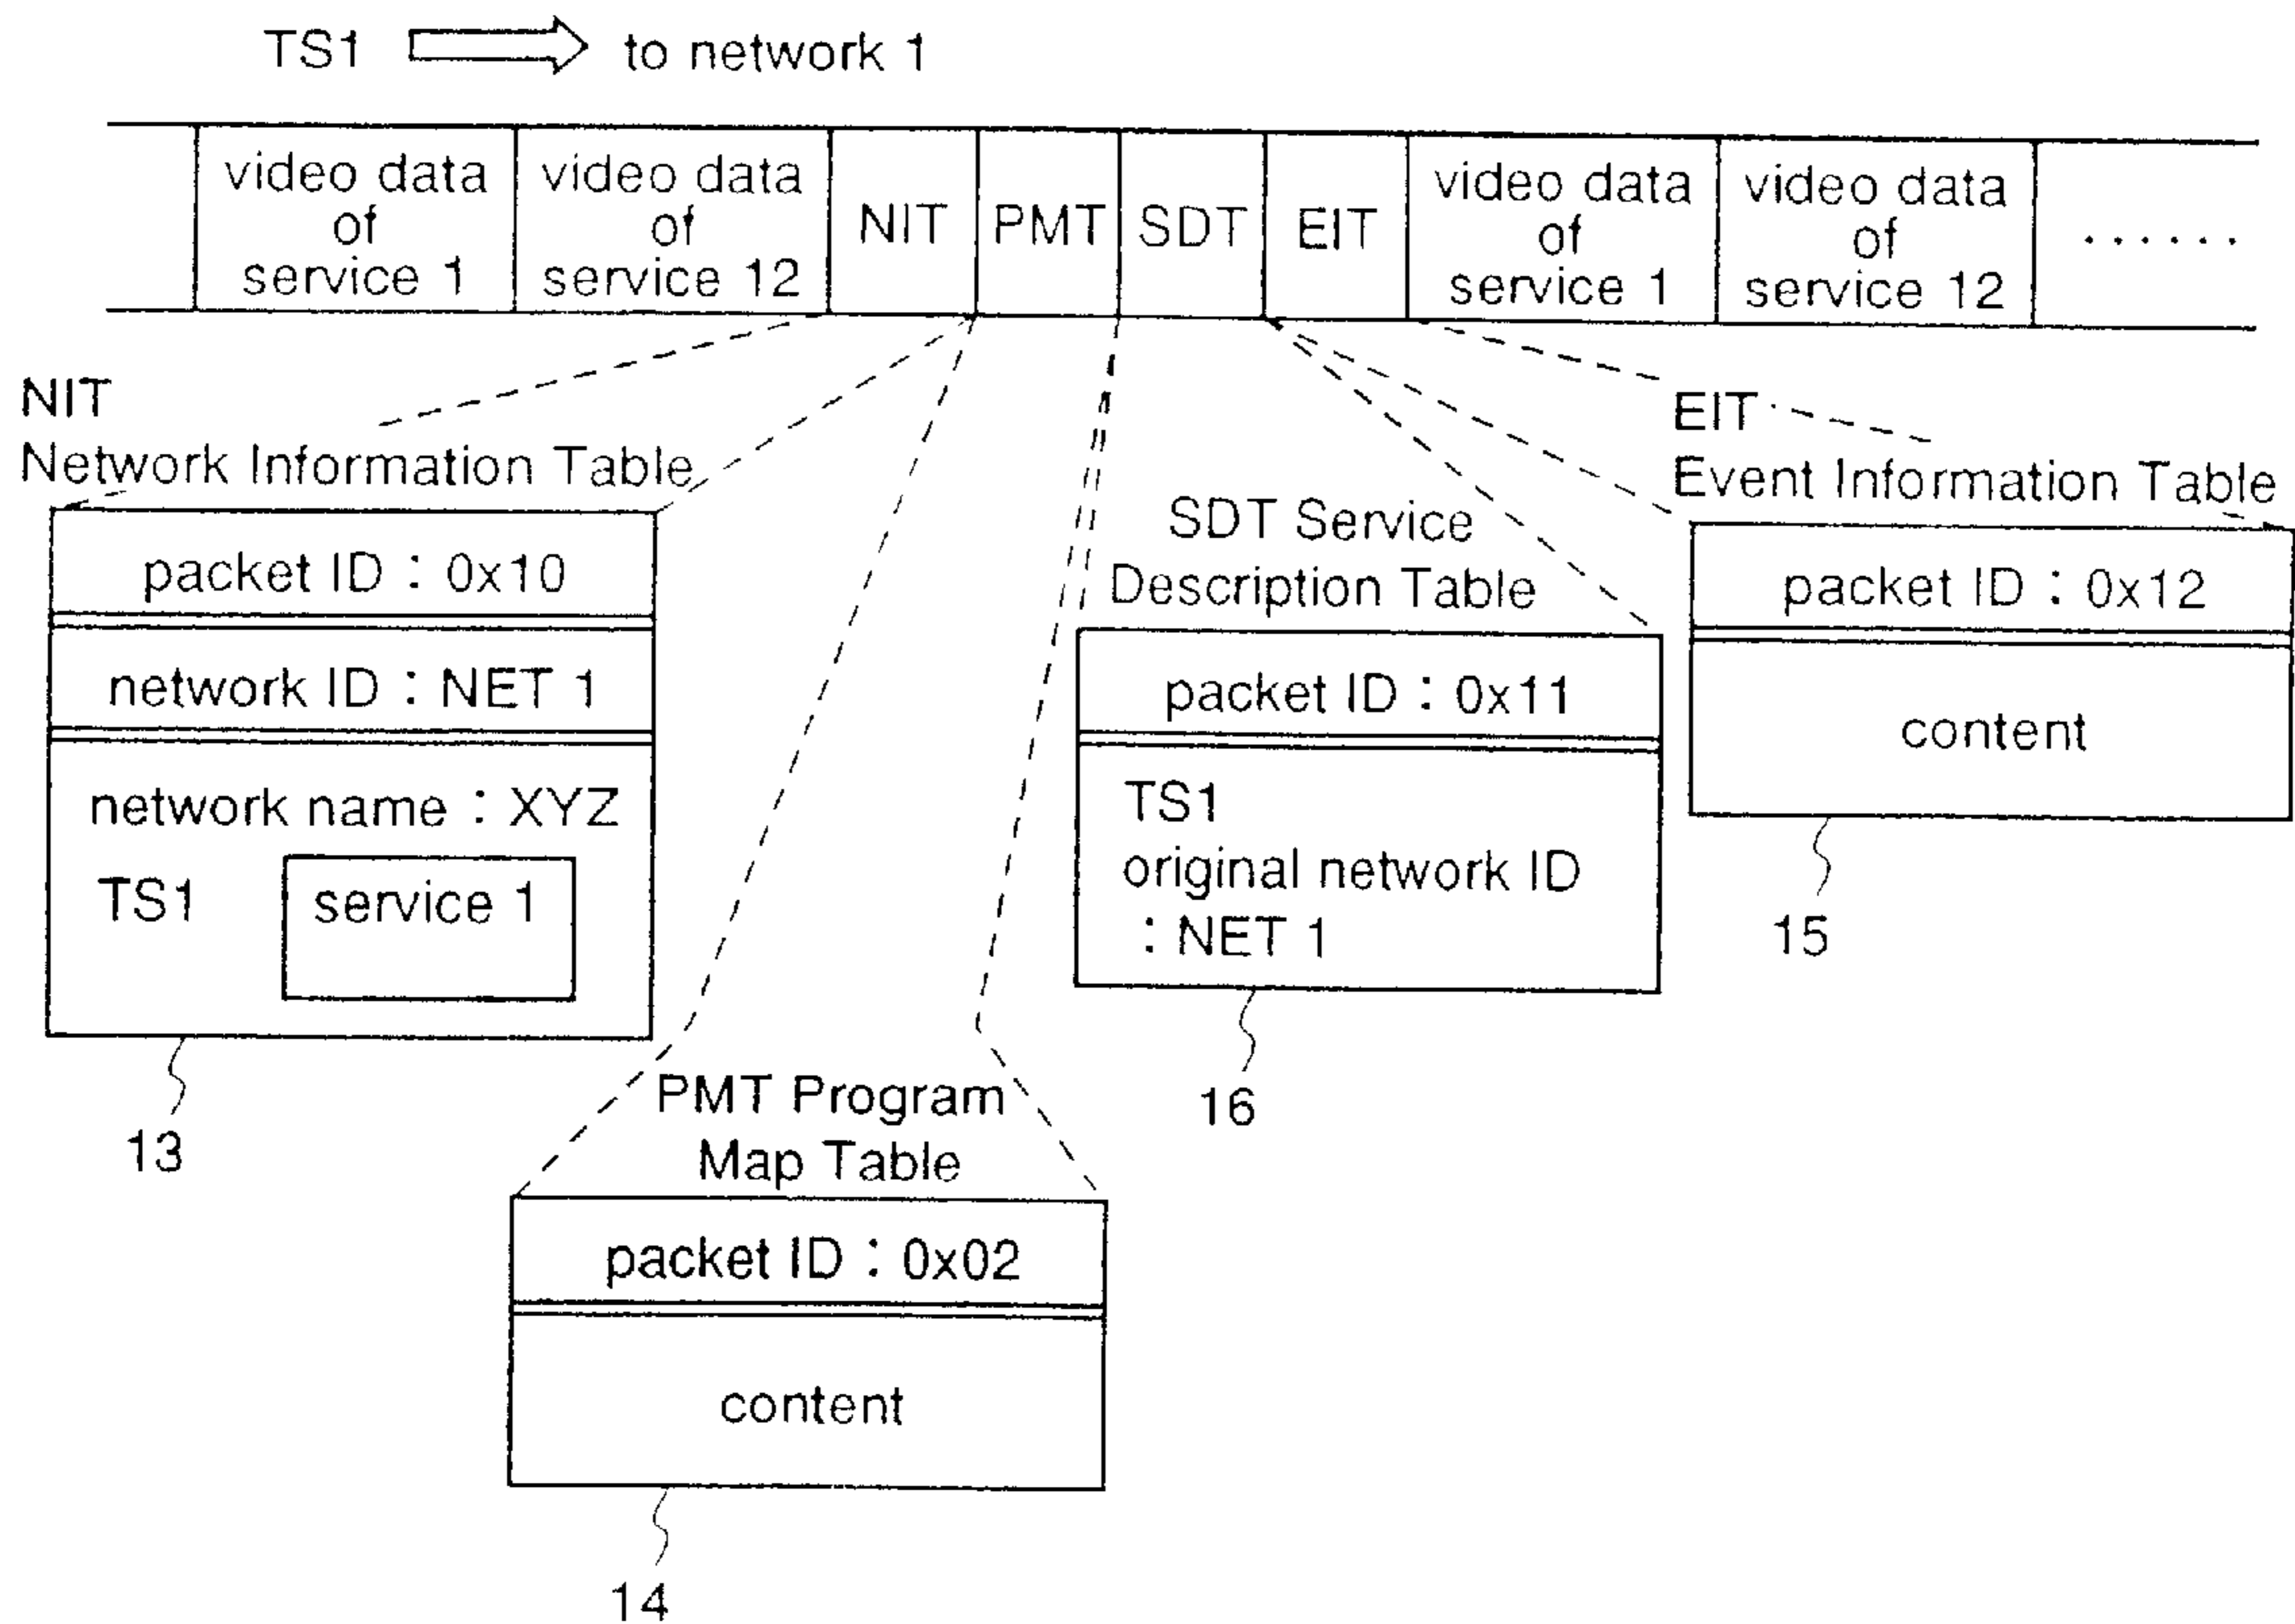 TS1 to network 1
video data of service 1
video data of service 12
NIT
PMT
SDT
EIT
video data of service 1
video data of service 12
......
NIT
Network Information Table
packet ID : 0x10
network ID : NET 1
network name : XYZ
TS1
service 1
13
PMT Program
Map Table
packet ID : 0x02
content
14
SDT Service
Description Table
packet ID : 0x11
TS1
original network ID
: NET 1
16
EIT
Event Information Table
packet ID : 0x12
content
15